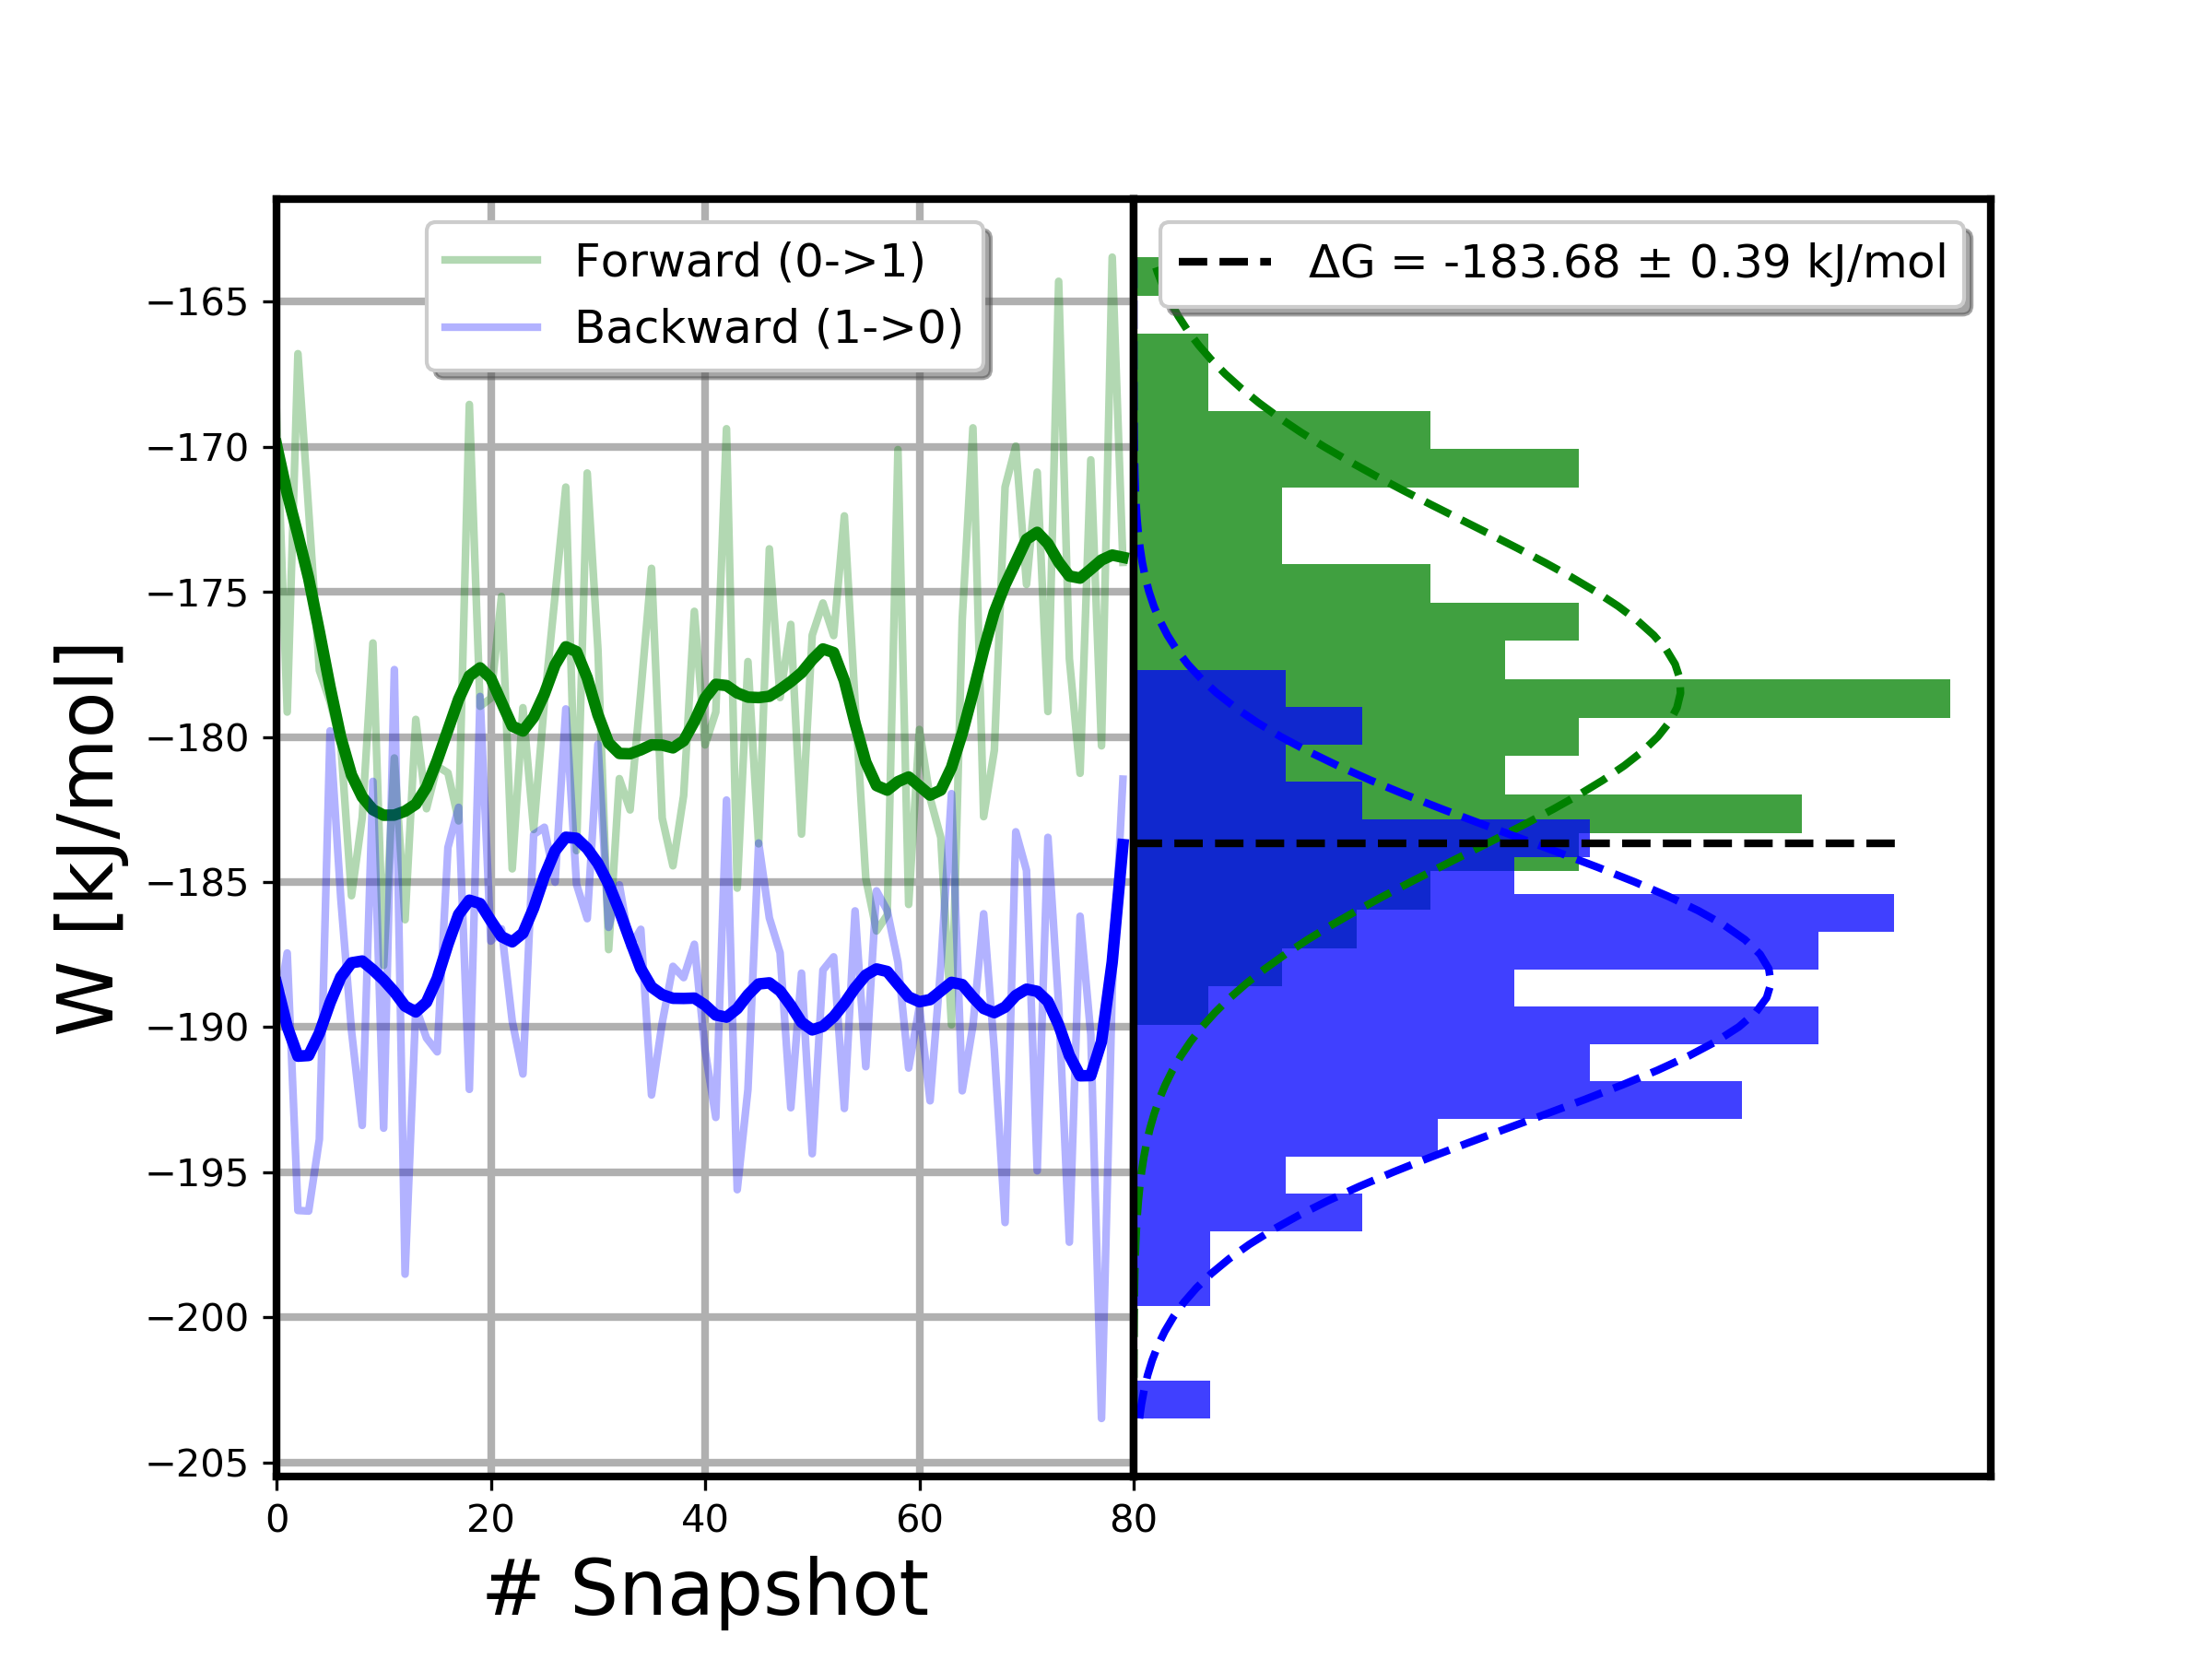 Forward (0->1)
Backward (1->0)
ΔG = -183.68 ± 0.39 kJ/mol
W [kJ/mol]
−165
−170
−175
−180
−185
−190
−195
−200
−205
0 20 40 60 80
# Snapshot